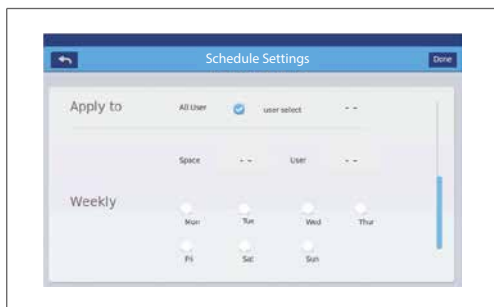 Schedule Settings Done
Apply to All User user select - -
Space - - User - -
Weekly
Mon Tue Wed Thur
Fri Sat Sun